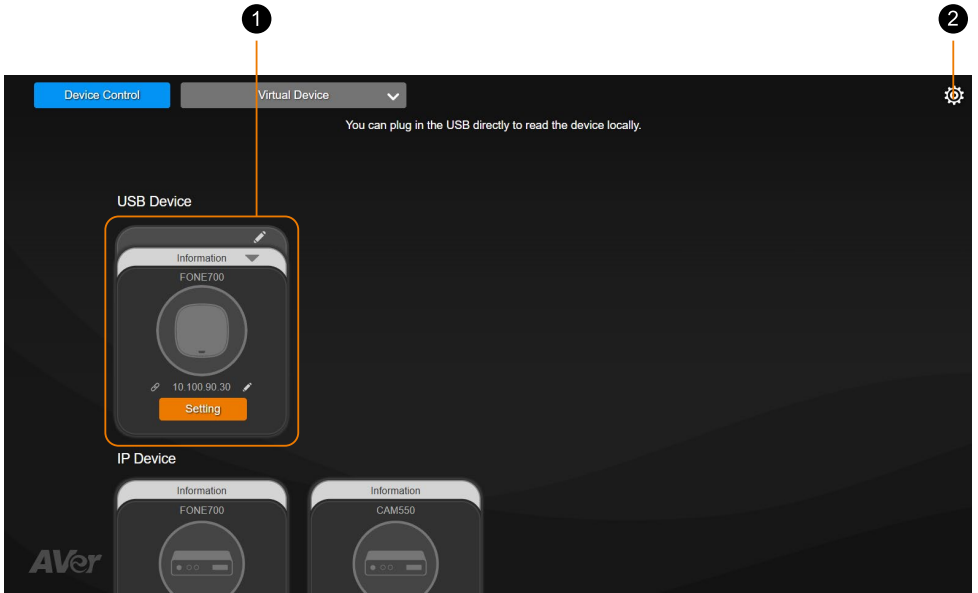 1
2
Device Control
Virtual Device
You can plug in the USB directly to read the device locally.
USB Device
Information
FONE700
10.100.90.30
Setting
IP Device
Information
Information
FONE700
CAM550
AVer